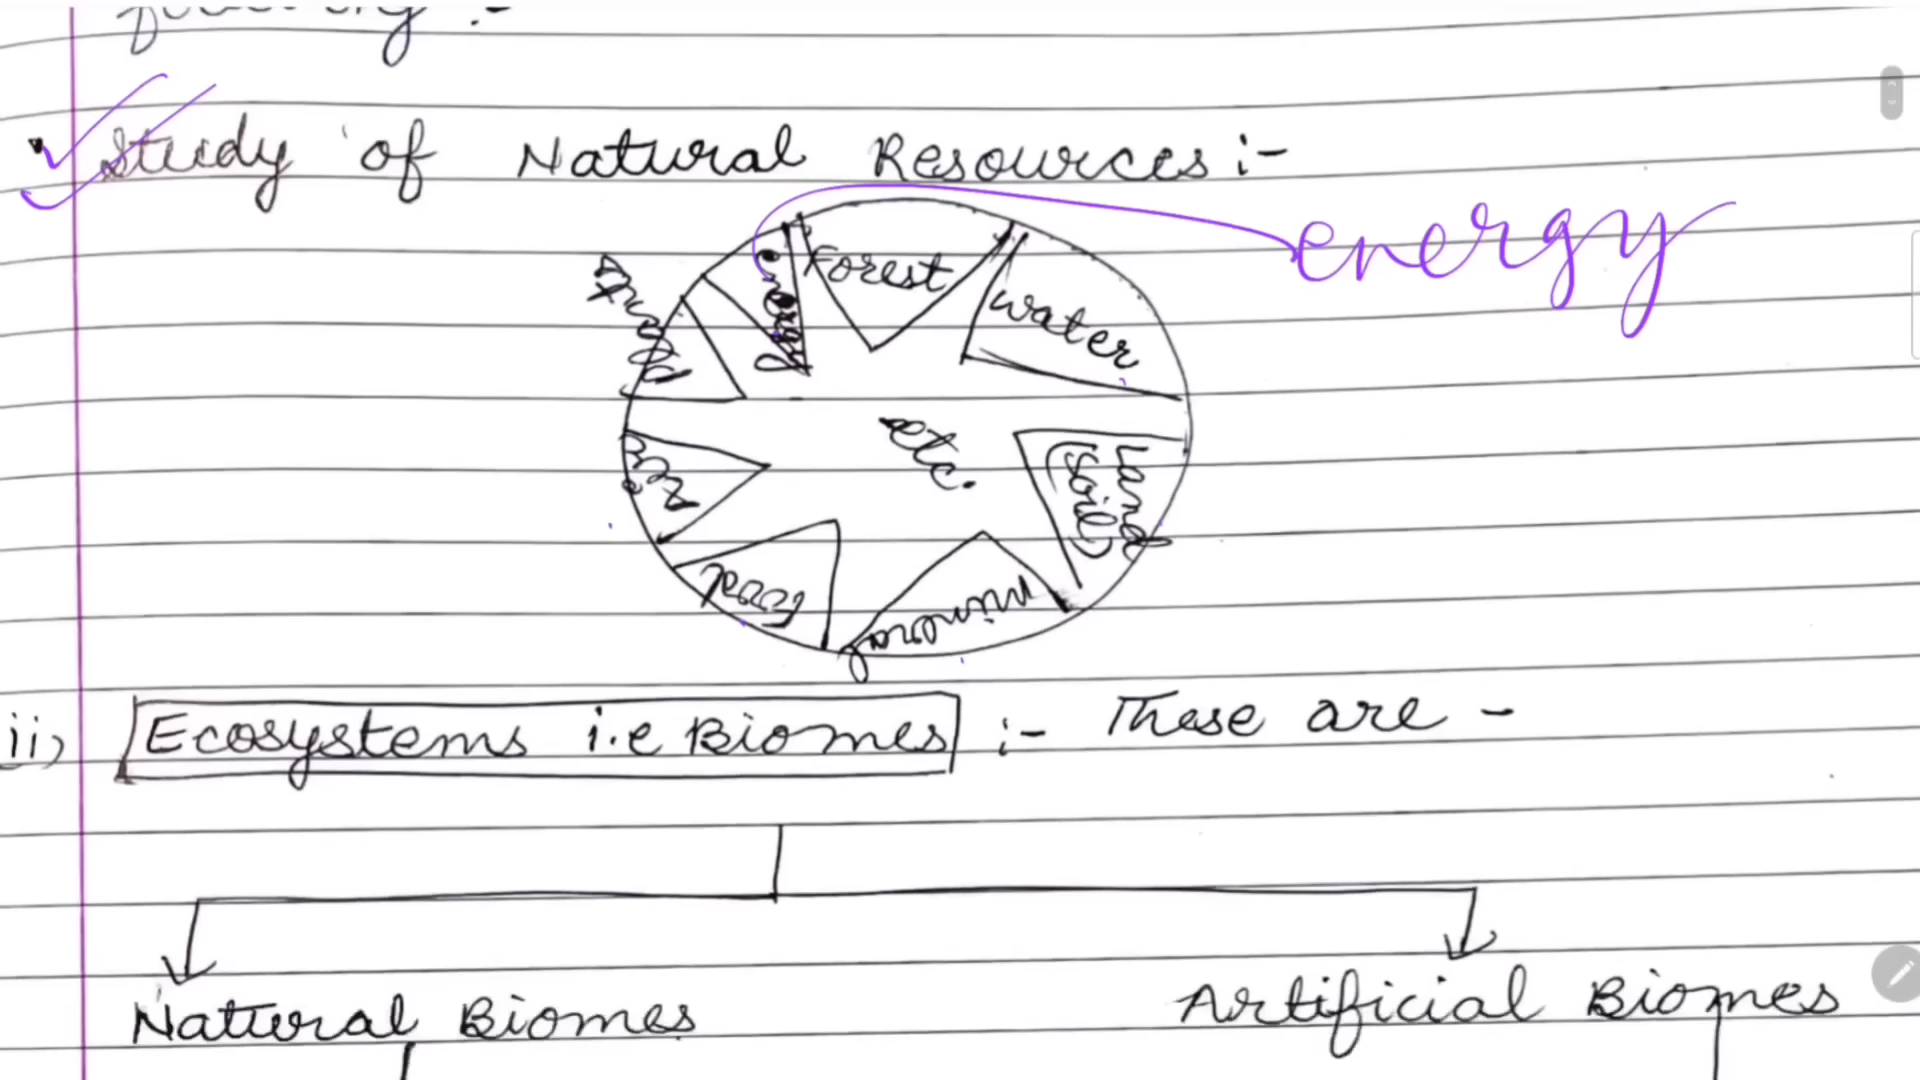 Study of Natural Resources :-
energy
Forest
water
Land
(Soil)
mineral
Food
energy
etc.
ii) Ecosystems i.e Biomes :- These are -
Natural Biomes
Artificial Biomes